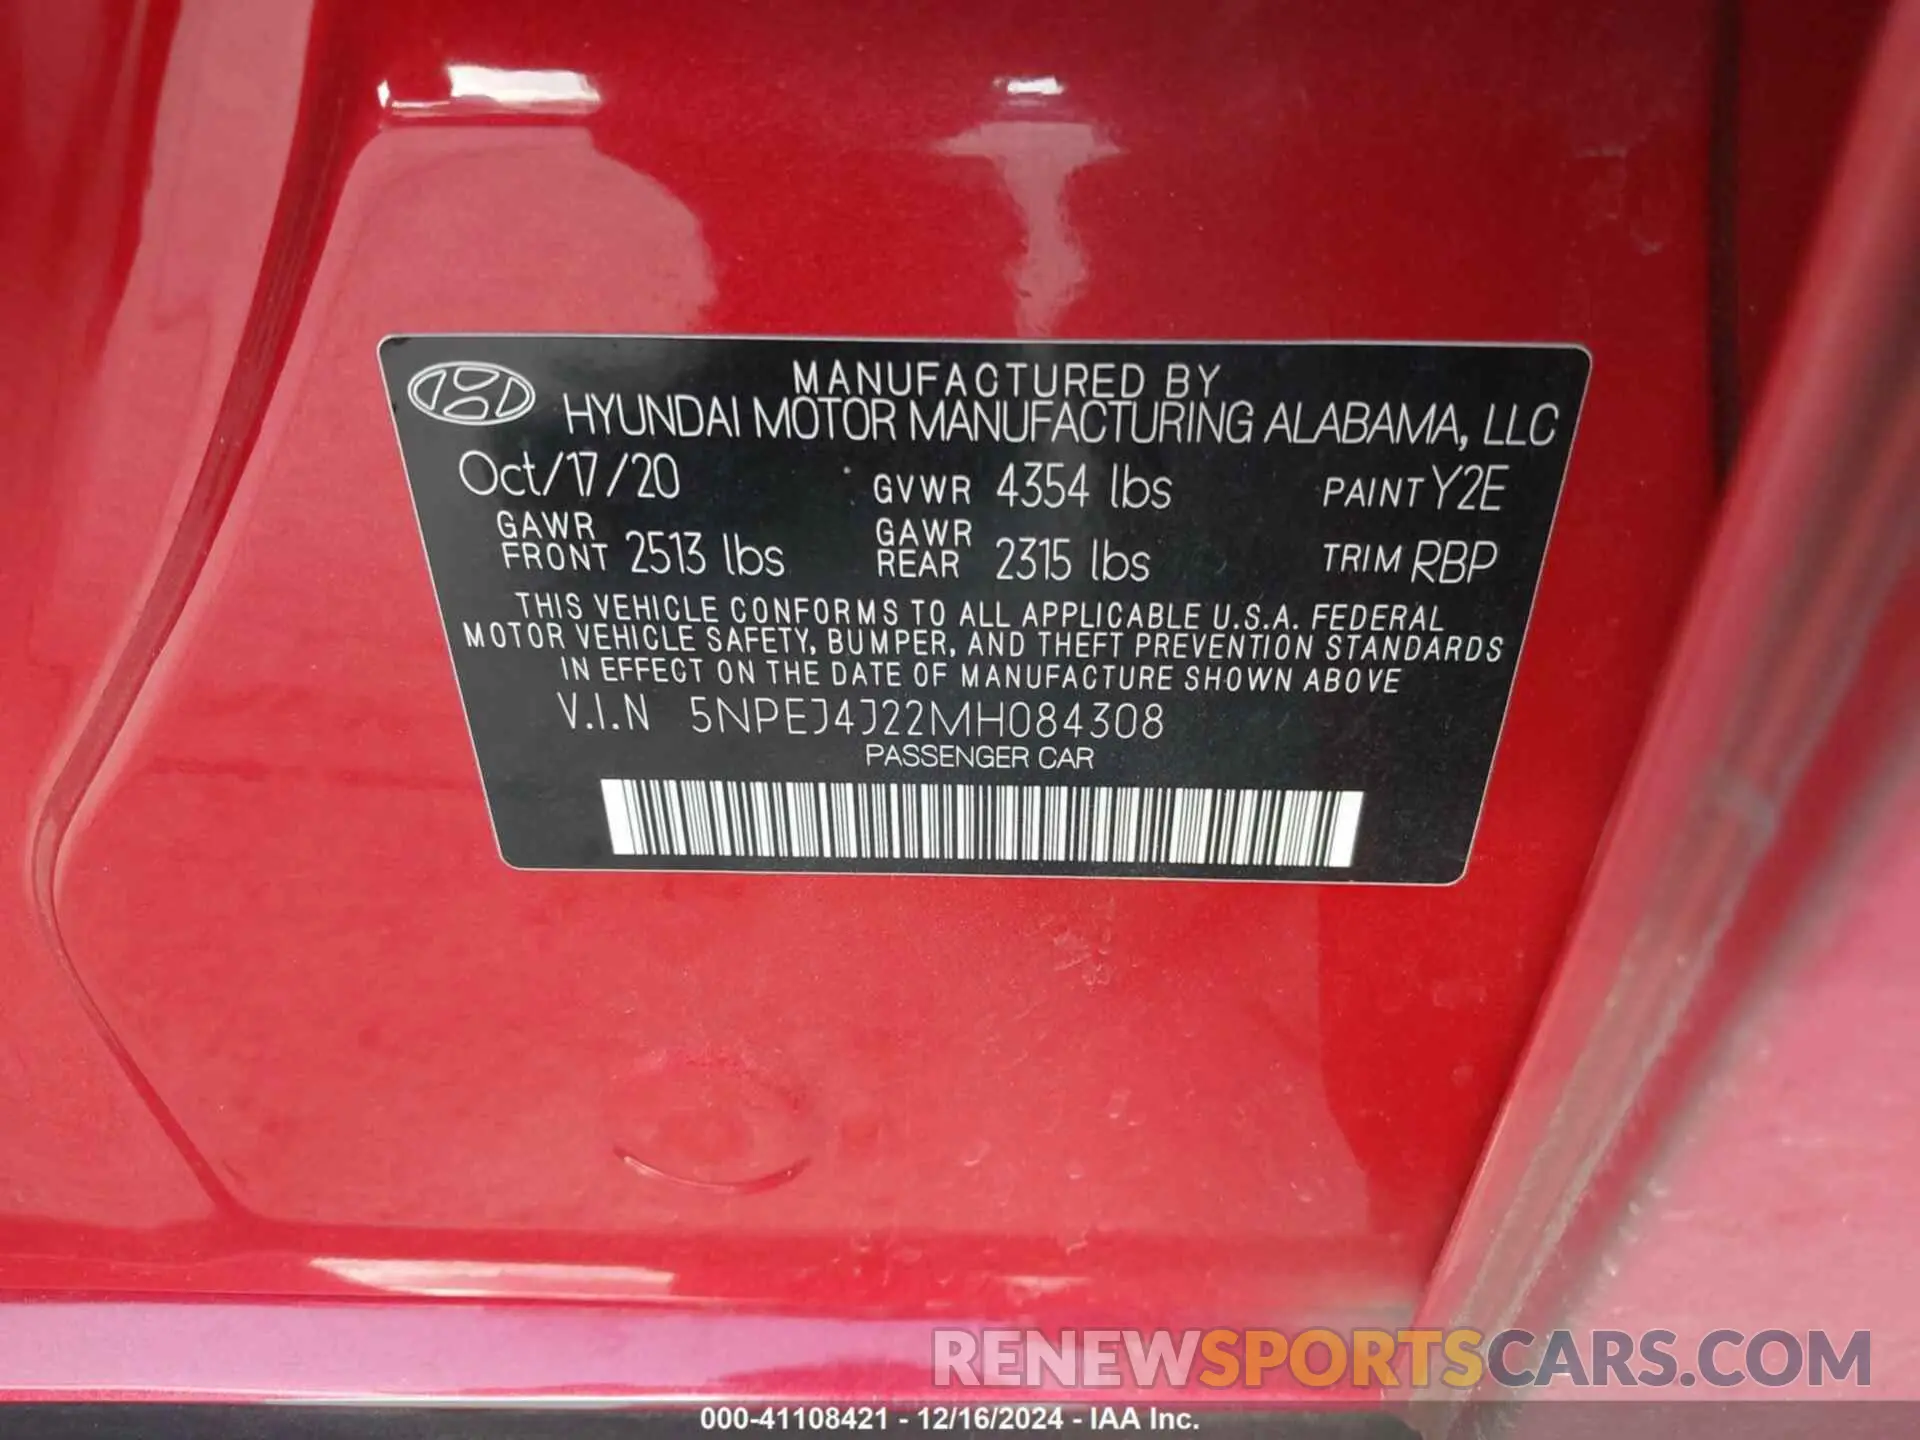 MANUFACTURED BY
HYUNDAI MOTOR MANUFACTURING ALABAMA, LLC
Oct/17/20 GVWR 4354 lbs PAINT Y2E
GAWR FRONT 2513 lbs GAWR REAR 2315 lbs TRIM RBP
THIS VEHICLE CONFORMS TO ALL APPLICABLE U.S.A. FEDERAL
MOTOR VEHICLE SAFETY, BUMPER, AND THEFT PREVENTION STANDARDS
IN EFFECT ON THE DATE OF MANUFACTURE SHOWN ABOVE
V.I.N 5NPEJ4J22MH084308
PASSENGER CAR
RENEWSPORTSCARS.COM
000-41108421 - 12/16/2024 - IAA Inc.